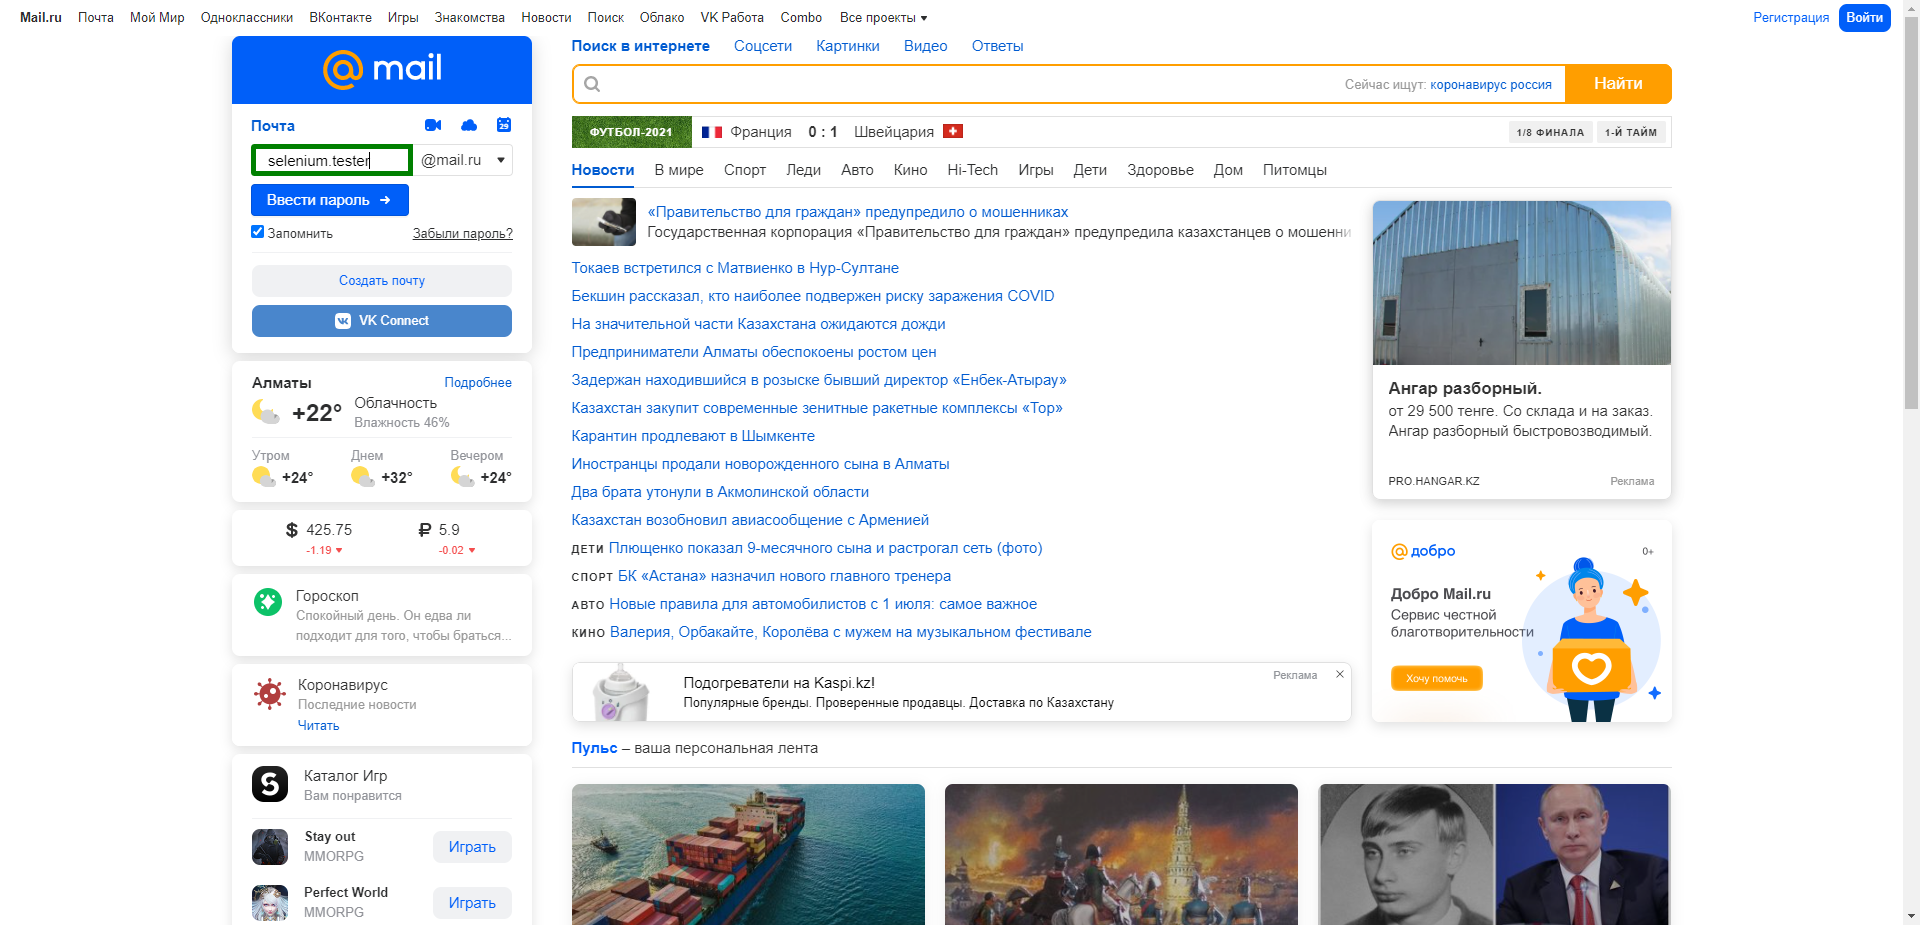 Mail.ru Почта Мой Мир Одноклассники ВКонтакте Игры Знакомства Новости Поиск Облако VK Работа Combo Все проекты
Регистрация Войти
mail
Почта
29
selenium.tester @mail.ru
Ввести пароль →
Запомнить Забыли пароль?
Создать почту
VK Connect
Алматы Подробнее
+22° Облачность
Влажность 46%
Утром Днем Вечером
+24° +32° +24°
$ 425.75 ₽ 5.9
-1.19 -0.02
Гороскоп
Спокойный день. Он едва ли
подходит для того, чтобы браться...
Коронавирус
Последние новости
Читать
Каталог Игр
Вам понравится
Stay out
MMORPG
Играть
Perfect World
MMORPG
Играть
Поиск в интернете Соцсети Картинки Видео Ответы
Сейчас ищут: коронавирус россия Найти
ФУТБОЛ-2021 Франция 0 : 1 Швейцария 1/8 ФИНАЛА 1-Й ТАЙМ
Новости В мире Спорт Леди Авто Кино Hi-Tech Игры Дети Здоровье Дом Питомцы
«Правительство для граждан» предупредило о мошенниках
Государственная корпорация «Правительство для граждан» предупредила казахстанцев о мошенни
Токаев встретился с Матвиенко в Нур-Султане
Бекшин рассказал, кто наиболее подвержен риску заражения COVID
На значительной части Казахстана ожидаются дожди
Предприниматели Алматы обеспокоены ростом цен
Задержан находившийся в розыске бывший директор «Енбек-Атырау»
Казахстан закупит современные зенитные ракетные комплексы «Тор»
Карантин продлевают в Шымкенте
Иностранцы продали новорожденного сына в Алматы
Два брата утонули в Акмолинской области
Казахстан возобновил авиасообщение с Арменией
ДЕТИ Плющенко показал 9-месячного сына и растрогал сеть (фото)
СПОРТ БК «Астана» назначил нового главного тренера
АВТО Новые правила для автомобилистов с 1 июля: самое важное
КИНО Валерия, Орбакайте, Королёва с мужем на музыкальном фестивале
Подогреватели на Kaspi.kz!
Популярные бренды. Проверенные продавцы. Доставка по Казахстану
Реклама
Пульс – ваша персональная лента
Ангар разборный.
от 29 500 тенге. Со склада и на заказ.
Ангар разборный быстровозводимый.
PRO.HANGAR.KZ Реклама
добро 0+
Добро Mail.ru
Сервис честной
благотворительности
Хочу помочь